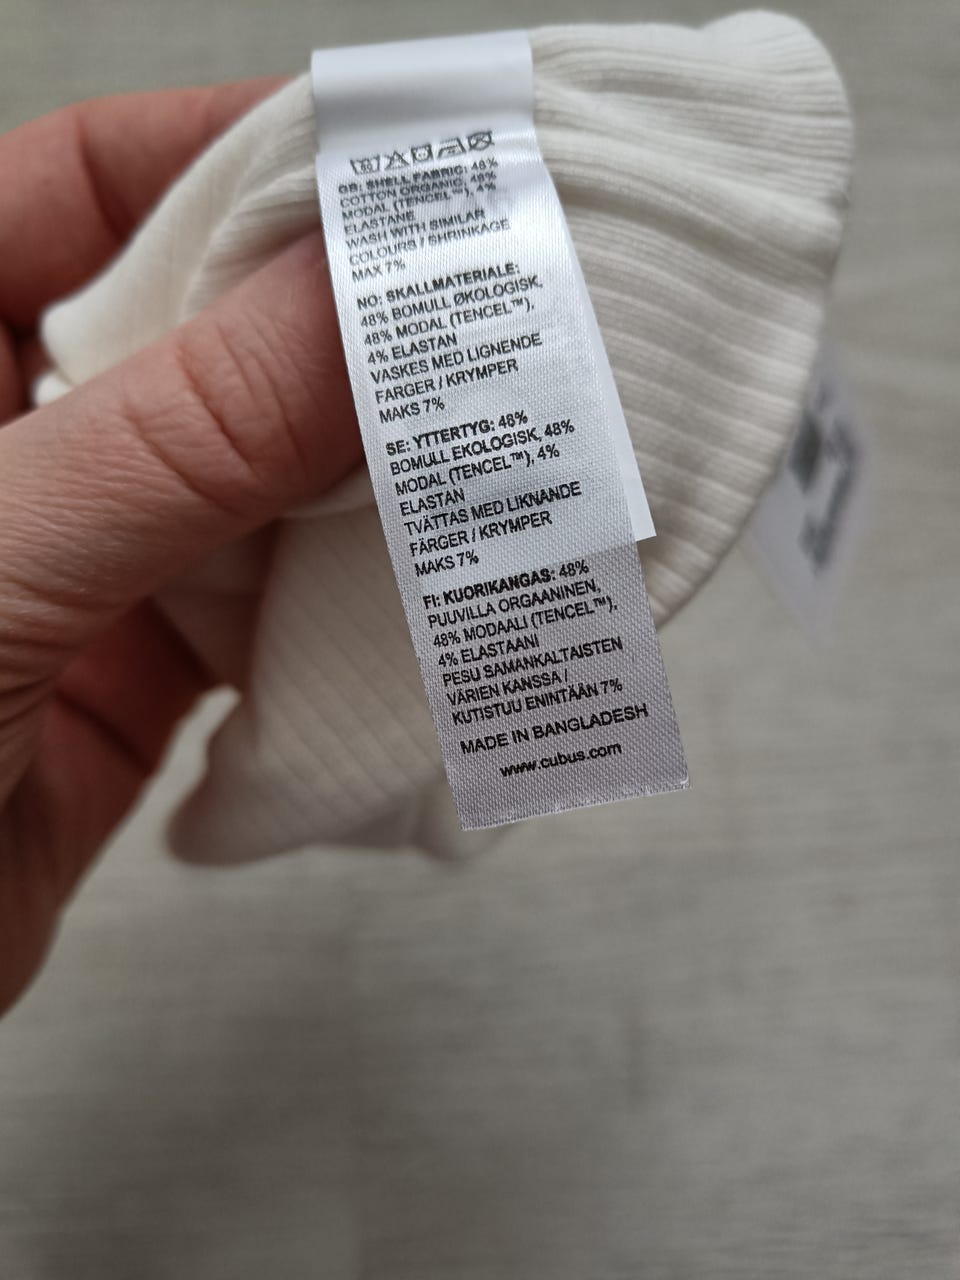 GB: SHELL FABRIC: 48%
COTTON ORGANIC, 48%
MODAL (TENCEL™), 4%
ELASTANE
WASH WITH SIMILAR
COLOURS / SHRINKAGE
MAX 7%
NO: SKALLMATERIALE:
48% BOMULL ØKOLOGISK,
48% MODAL (TENCEL™),
4% ELASTAN
VASKES MED LIGNENDE
FARGER / KRYMPER
MAKS 7%
SE: YTTERTYG: 48%
BOMULL EKOLOGISK, 48%
MODAL (TENCEL™), 4%
ELASTAN
TVÄTTAS MED LIKNANDE
FÄRGER / KRYMPER
MAKS 7%
FI: KUORIKANGAS: 48%
PUUVILLA ORGAANINEN,
48% MODAALI (TENCEL™),
4% ELASTAANI
PESU SAMANKALTAISTEN
VÄRIEN KANSSA /
KUTISTUU ENINTÄÄN 7%
MADE IN BANGLADESH
www.cubus.com